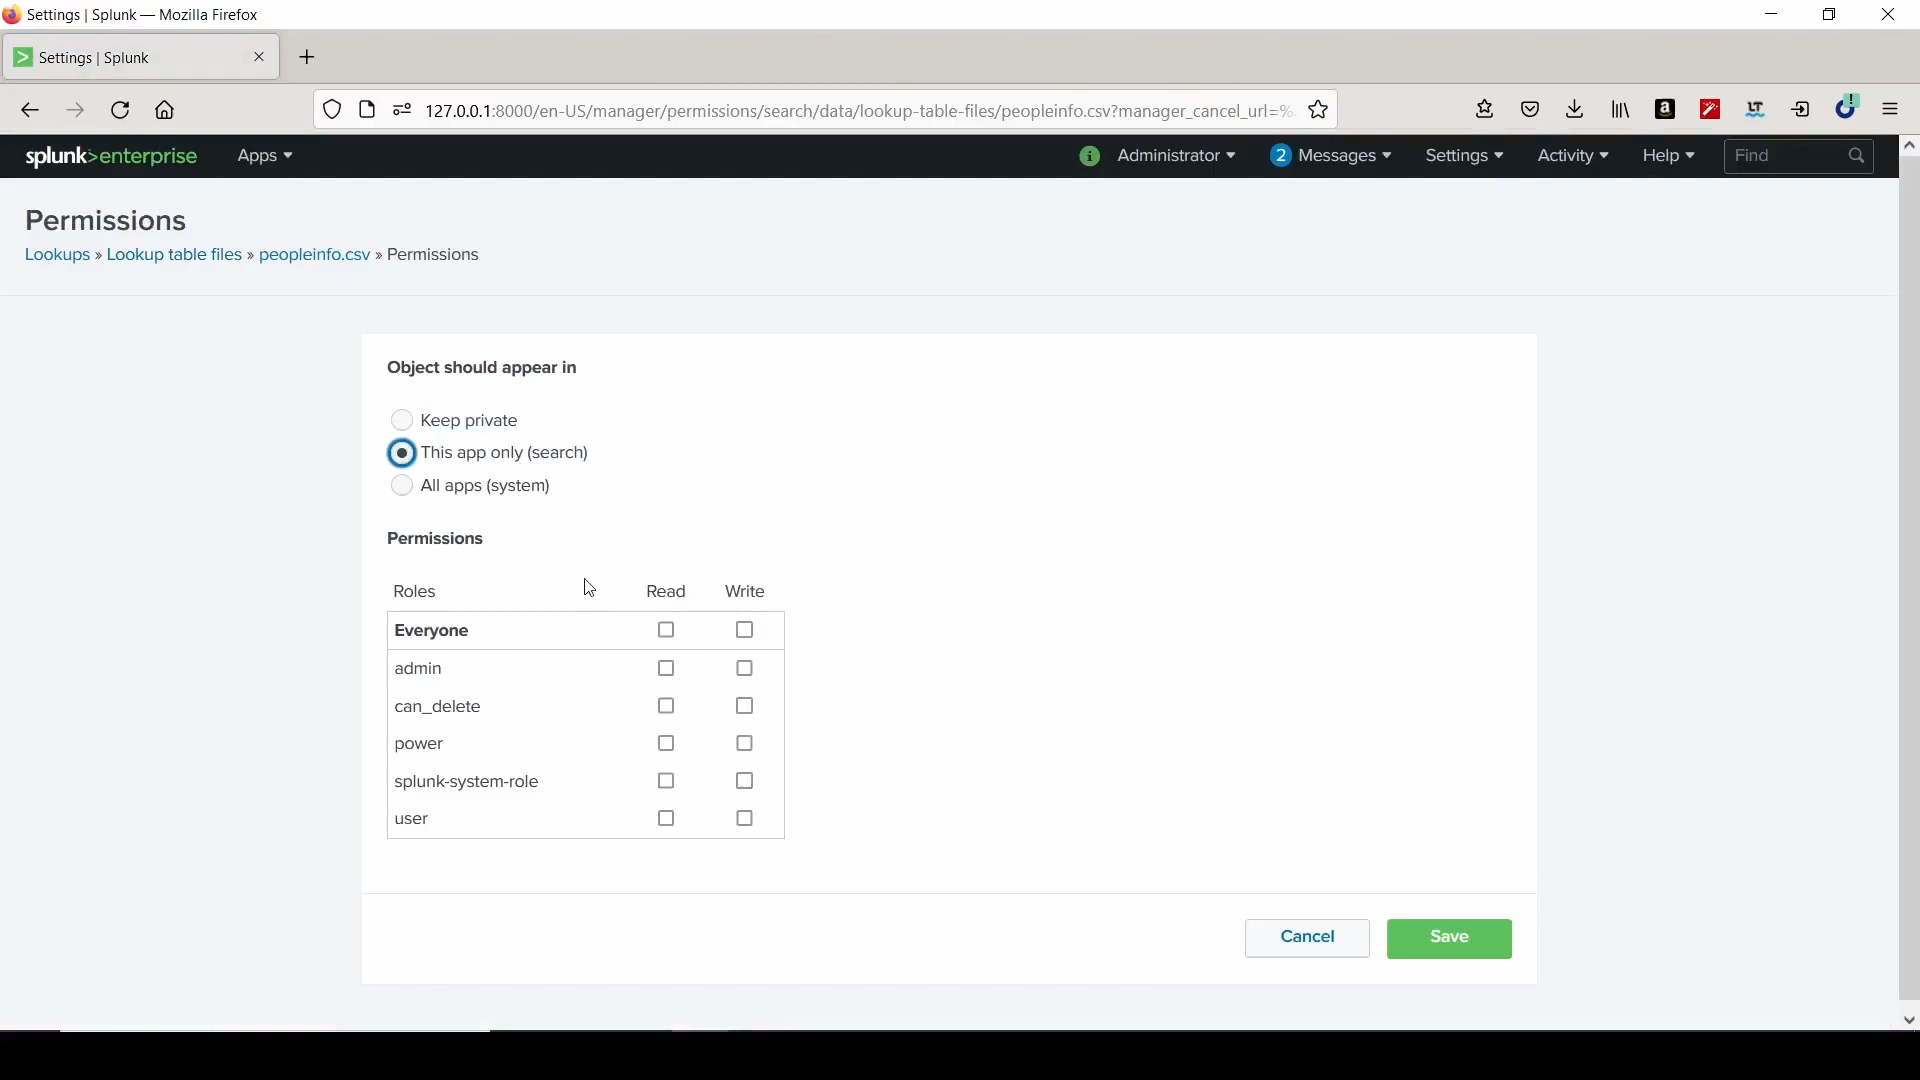 Settings | Splunk — Mozilla Firefox
Settings | Splunk
127.0.0.1:8000/en-US/manager/permissions/search/data/lookup-table-files/peopleinfo.csv?manager_cancel_url=%
splunk>enterprise Apps Administrator 2 Messages Settings Activity Help Find
Permissions
Lookups » Lookup table files » peopleinfo.csv » Permissions
Object should appear in
Keep private
This app only (search)
All apps (system)
Permissions
Roles Read Write
Everyone
admin
can_delete
power
splunk-system-role
user
Cancel Save